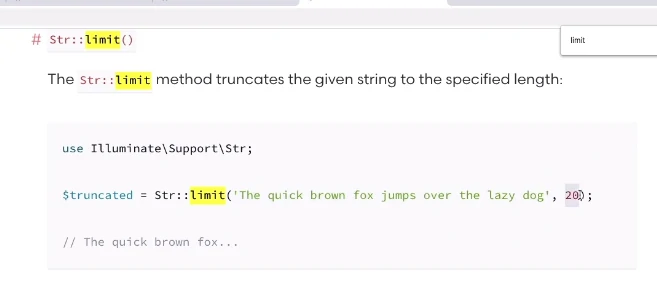 # Str::limit()
limit
The Str::limit method truncates the given string to the specified length:
use Illuminate\Support\Str;
$truncated = Str::limit('The quick brown fox jumps over the lazy dog', 20);
// The quick brown fox...